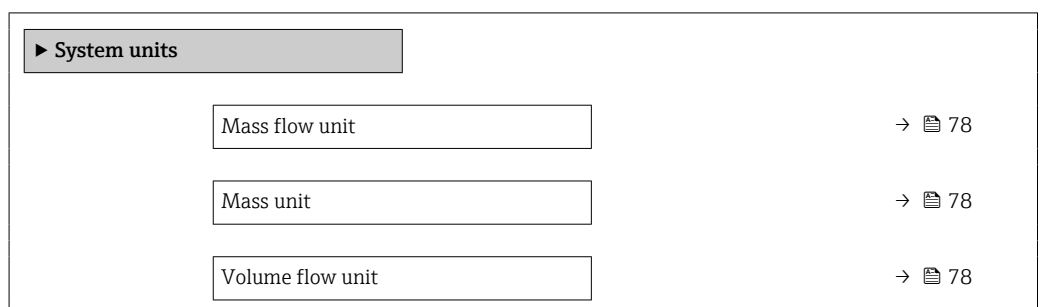 ▶ System units
Mass flow unit → 78
Mass unit → 78
Volume flow unit → 78